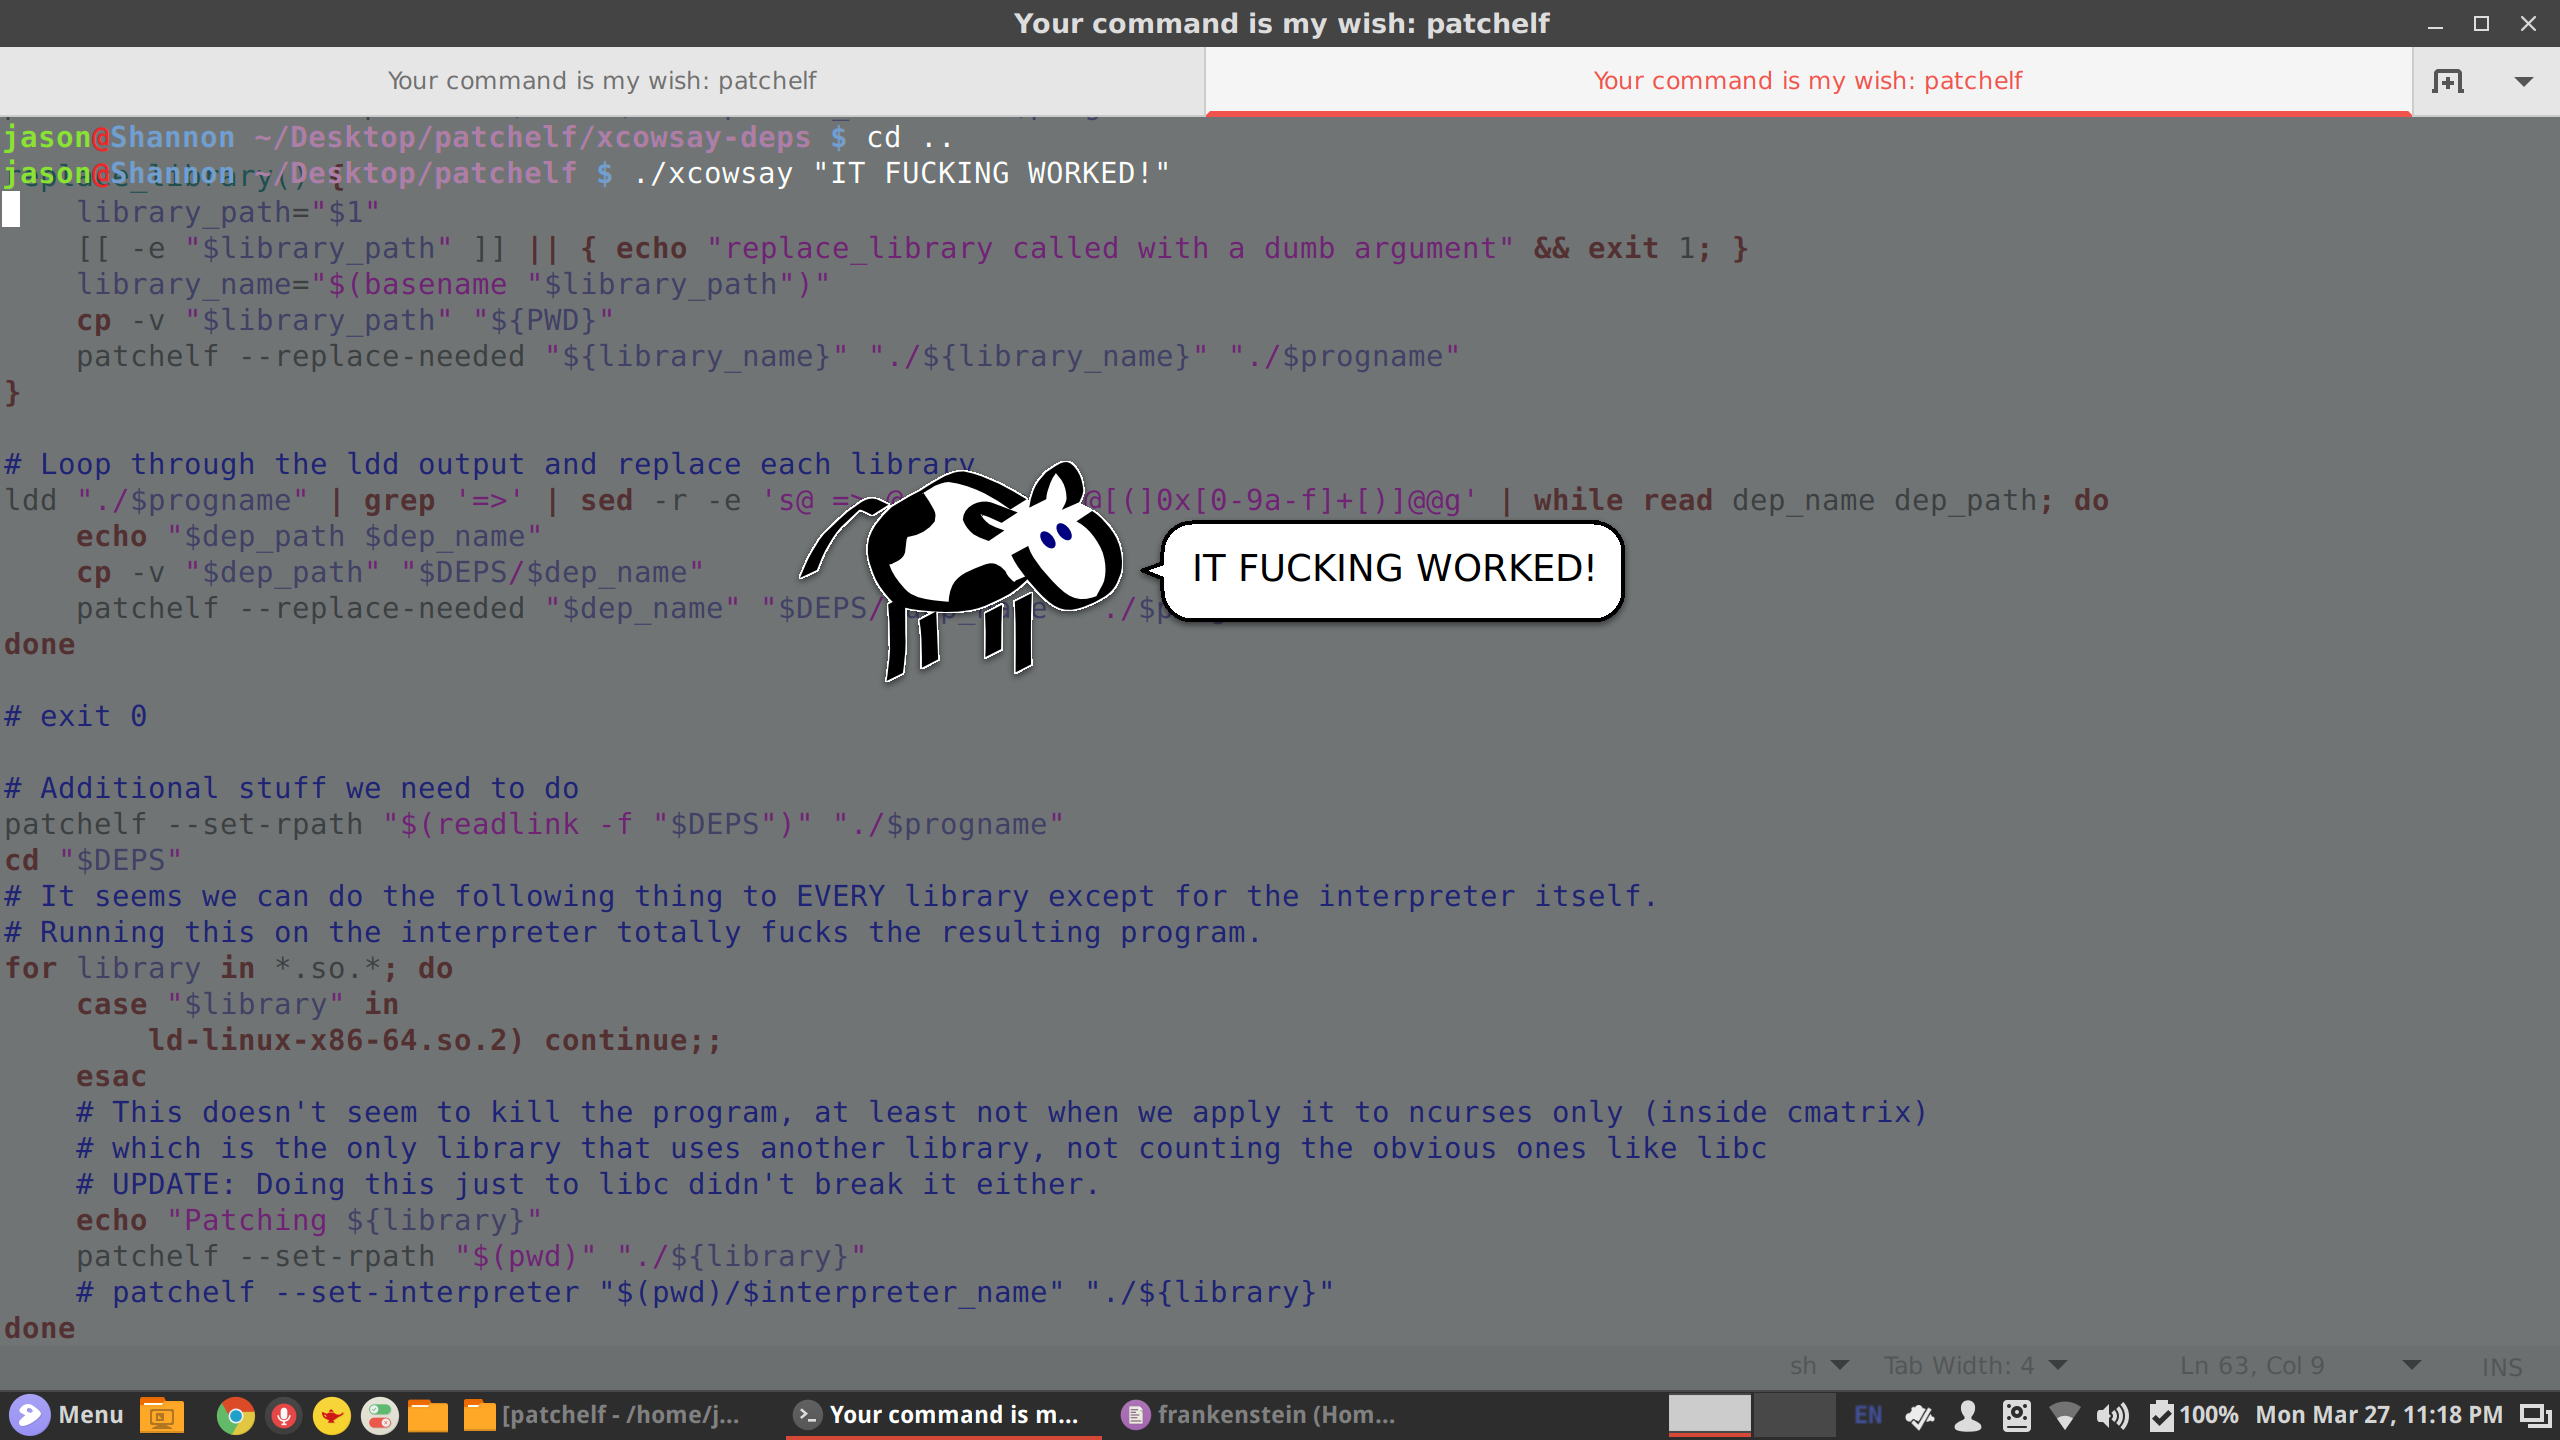 Your command is my wish: patchelf
Your command is my wish: patchelf
Your command is my wish: patchelf
jason@Shannon ~/Desktop/patchelf/xcowsay-deps $ cd ..
jason@Shannon ~/Desktop/patchelf $ ./xcowsay "IT FUCKING WORKED!"
replace_library() {
    library_path="$1"
    [[ -e "$library_path" ]] || { echo "replace_library called with a dumb argument" && exit 1; }
    library_name="$(basename "$library_path")"
    cp -v "$library_path" "${PWD}"
    patchelf --replace-needed "${library_name}" "./${library_name}" "./$progname"
}
# Loop through the ldd output and replace each library
ldd "./$progname" | grep '=>' | sed -r -e 's@ => @ @[(]0x[0-9a-f]+[)]@@g' | while read dep_name dep_path; do
    echo "$dep_path $dep_name"
    cp -v "$dep_path" "$DEPS/$dep_name"
    patchelf --replace-needed "$dep_name" "$DEPS/
IT FUCKING WORKED!
done
# exit 0
# Additional stuff we need to do
patchelf --set-rpath "$(readlink -f "$DEPS")" "./$progname"
cd "$DEPS"
# It seems we can do the following thing to EVERY library except for the interpreter itself.
# Running this on the interpreter totally fucks the resulting program.
for library in *.so.*; do
    case "$library" in
        ld-linux-x86-64.so.2) continue;;
    esac
    # This doesn't seem to kill the program, at least not when we apply it to ncurses only (inside cmatrix)
    # which is the only library that uses another library, not counting the obvious ones like libc
    # UPDATE: Doing this just to libc didn't break it either.
    echo "Patching ${library}"
    patchelf --set-rpath "$(pwd)" "./${library}"
    # patchelf --set-interpreter "$(pwd)/$interpreter_name" "./${library}"
done
sh Tab Width: 4 Ln 63, Col 9 INS
Menu [patchelf - /home/j... Your command is m... frankenstein (Hom... EN 100% Mon Mar 27, 11:18 PM